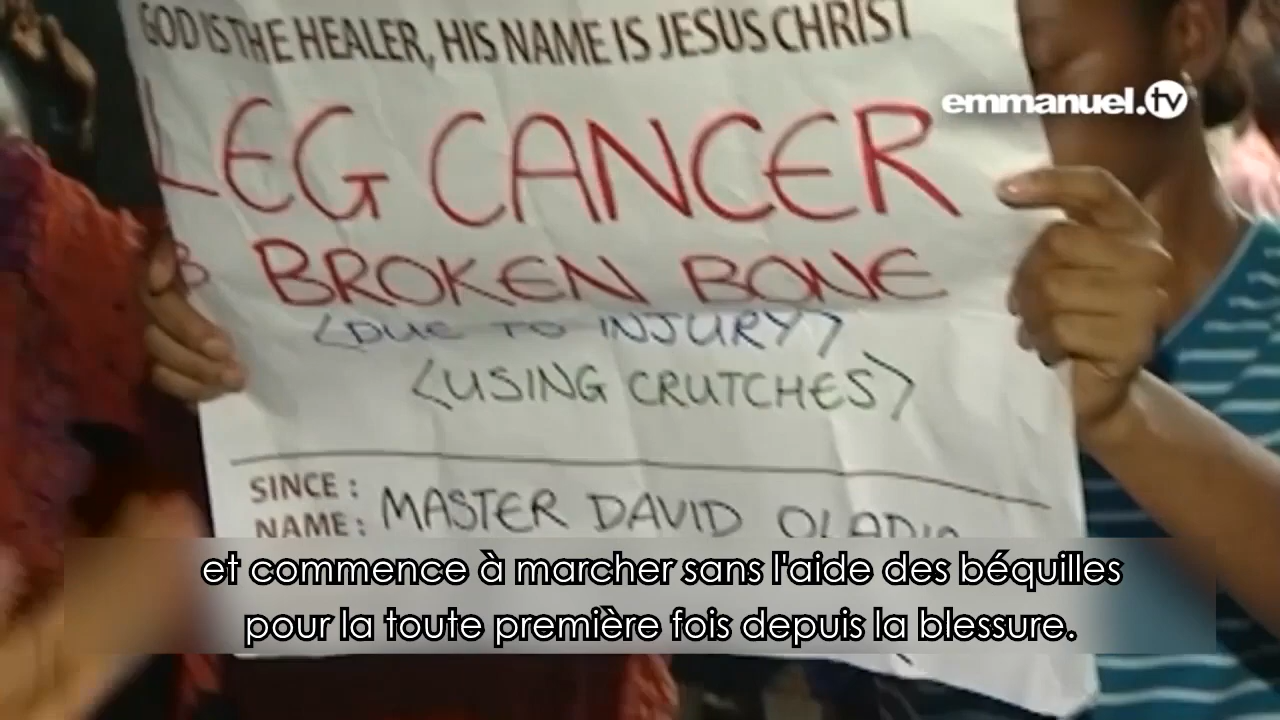 GOD IS THE HEALER, HIS NAME IS JESUS CHRIST
emmanuel.tv
LEG CANCER
& BROKEN BONE
<DUE TO INJURY>
<USING CRUTCHES>
SINCE :
NAME : MASTER DAVID
et commence à marcher sans l'aide des béquilles
pour la toute première fois depuis la blessure.